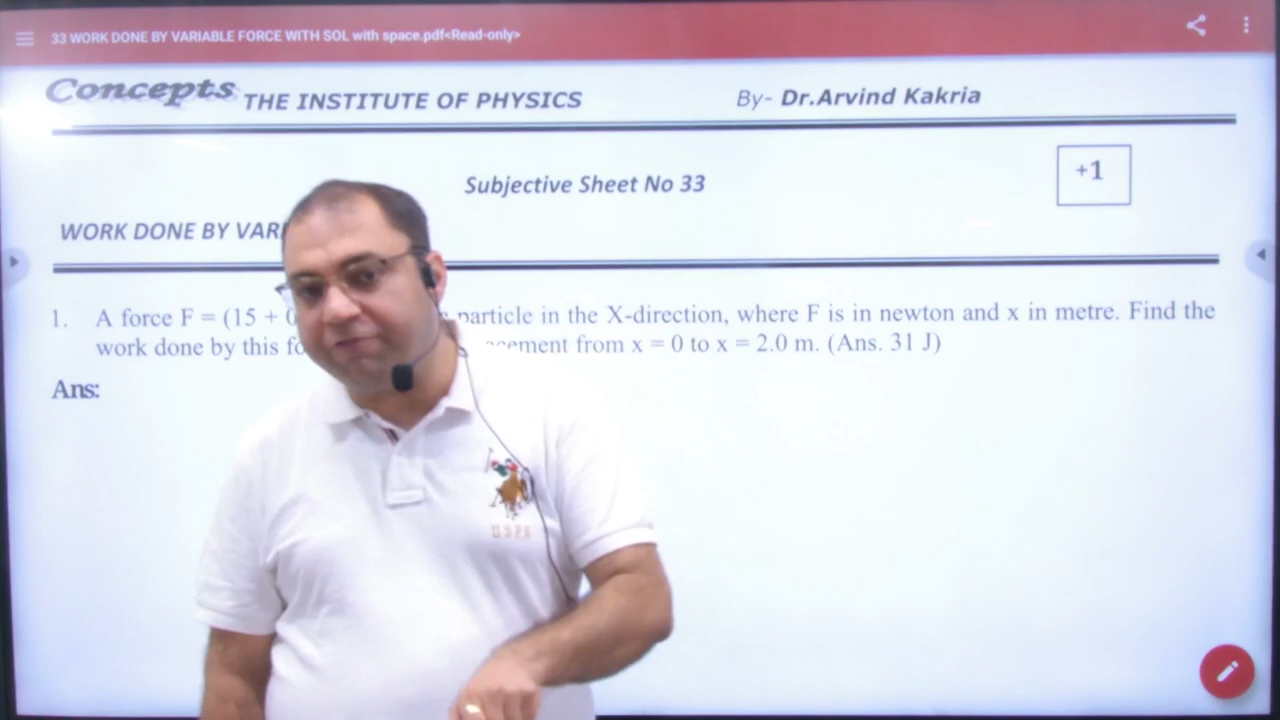 33 WORK DONE BY VARIABLE FORCE WITH SOL with space.pdf<Read-only>
Concepts THE INSTITUTE OF PHYSICS By- Dr.Arvind Kakria
+1
Subjective Sheet No 33
WORK DONE BY VARI
1. A force F = (15 + 0 particle in the X-direction, where F is in newton and x in metre. Find the
work done by this fo cement from x = 0 to x = 2.0 m. (Ans. 31 J)
Ans:
USPA